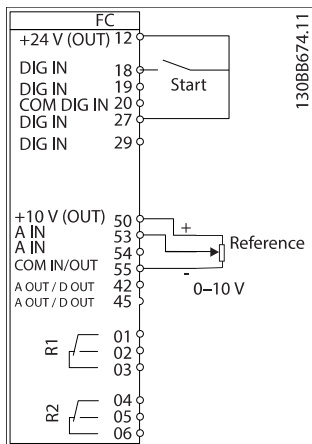 FC
+24 V (OUT) 12
DIG IN 18
DIG IN 19
COM DIG IN 20
DIG IN 27
DIG IN 29
Start
+10 V (OUT) 50
A IN 53
A IN 54
COM IN/OUT 55
A OUT / D OUT 42
A OUT / D OUT 45
+
Reference
-
0–10 V
R1
01
02
03
R2
04
05
06
130BB674.11